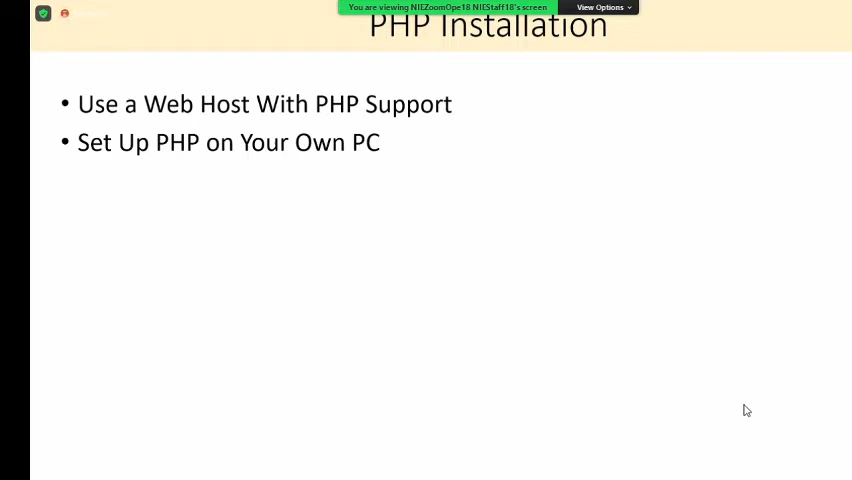 You are viewing NIEZoomOpe18 NIEStaff18's screen
View Options
PHP Installation
• Use a Web Host With PHP Support
• Set Up PHP on Your Own PC